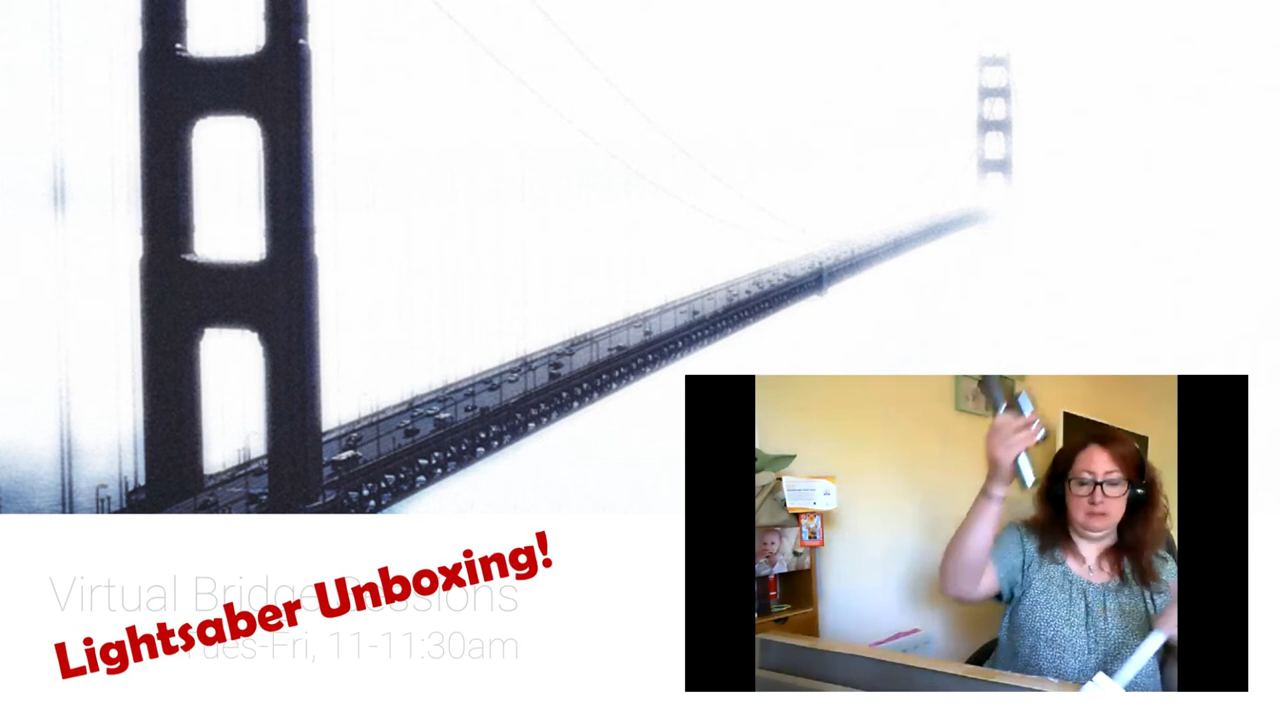 Virtual Bridge Sessions
Tues-Fri, 11-11:30am
Lightsaber Unboxing!